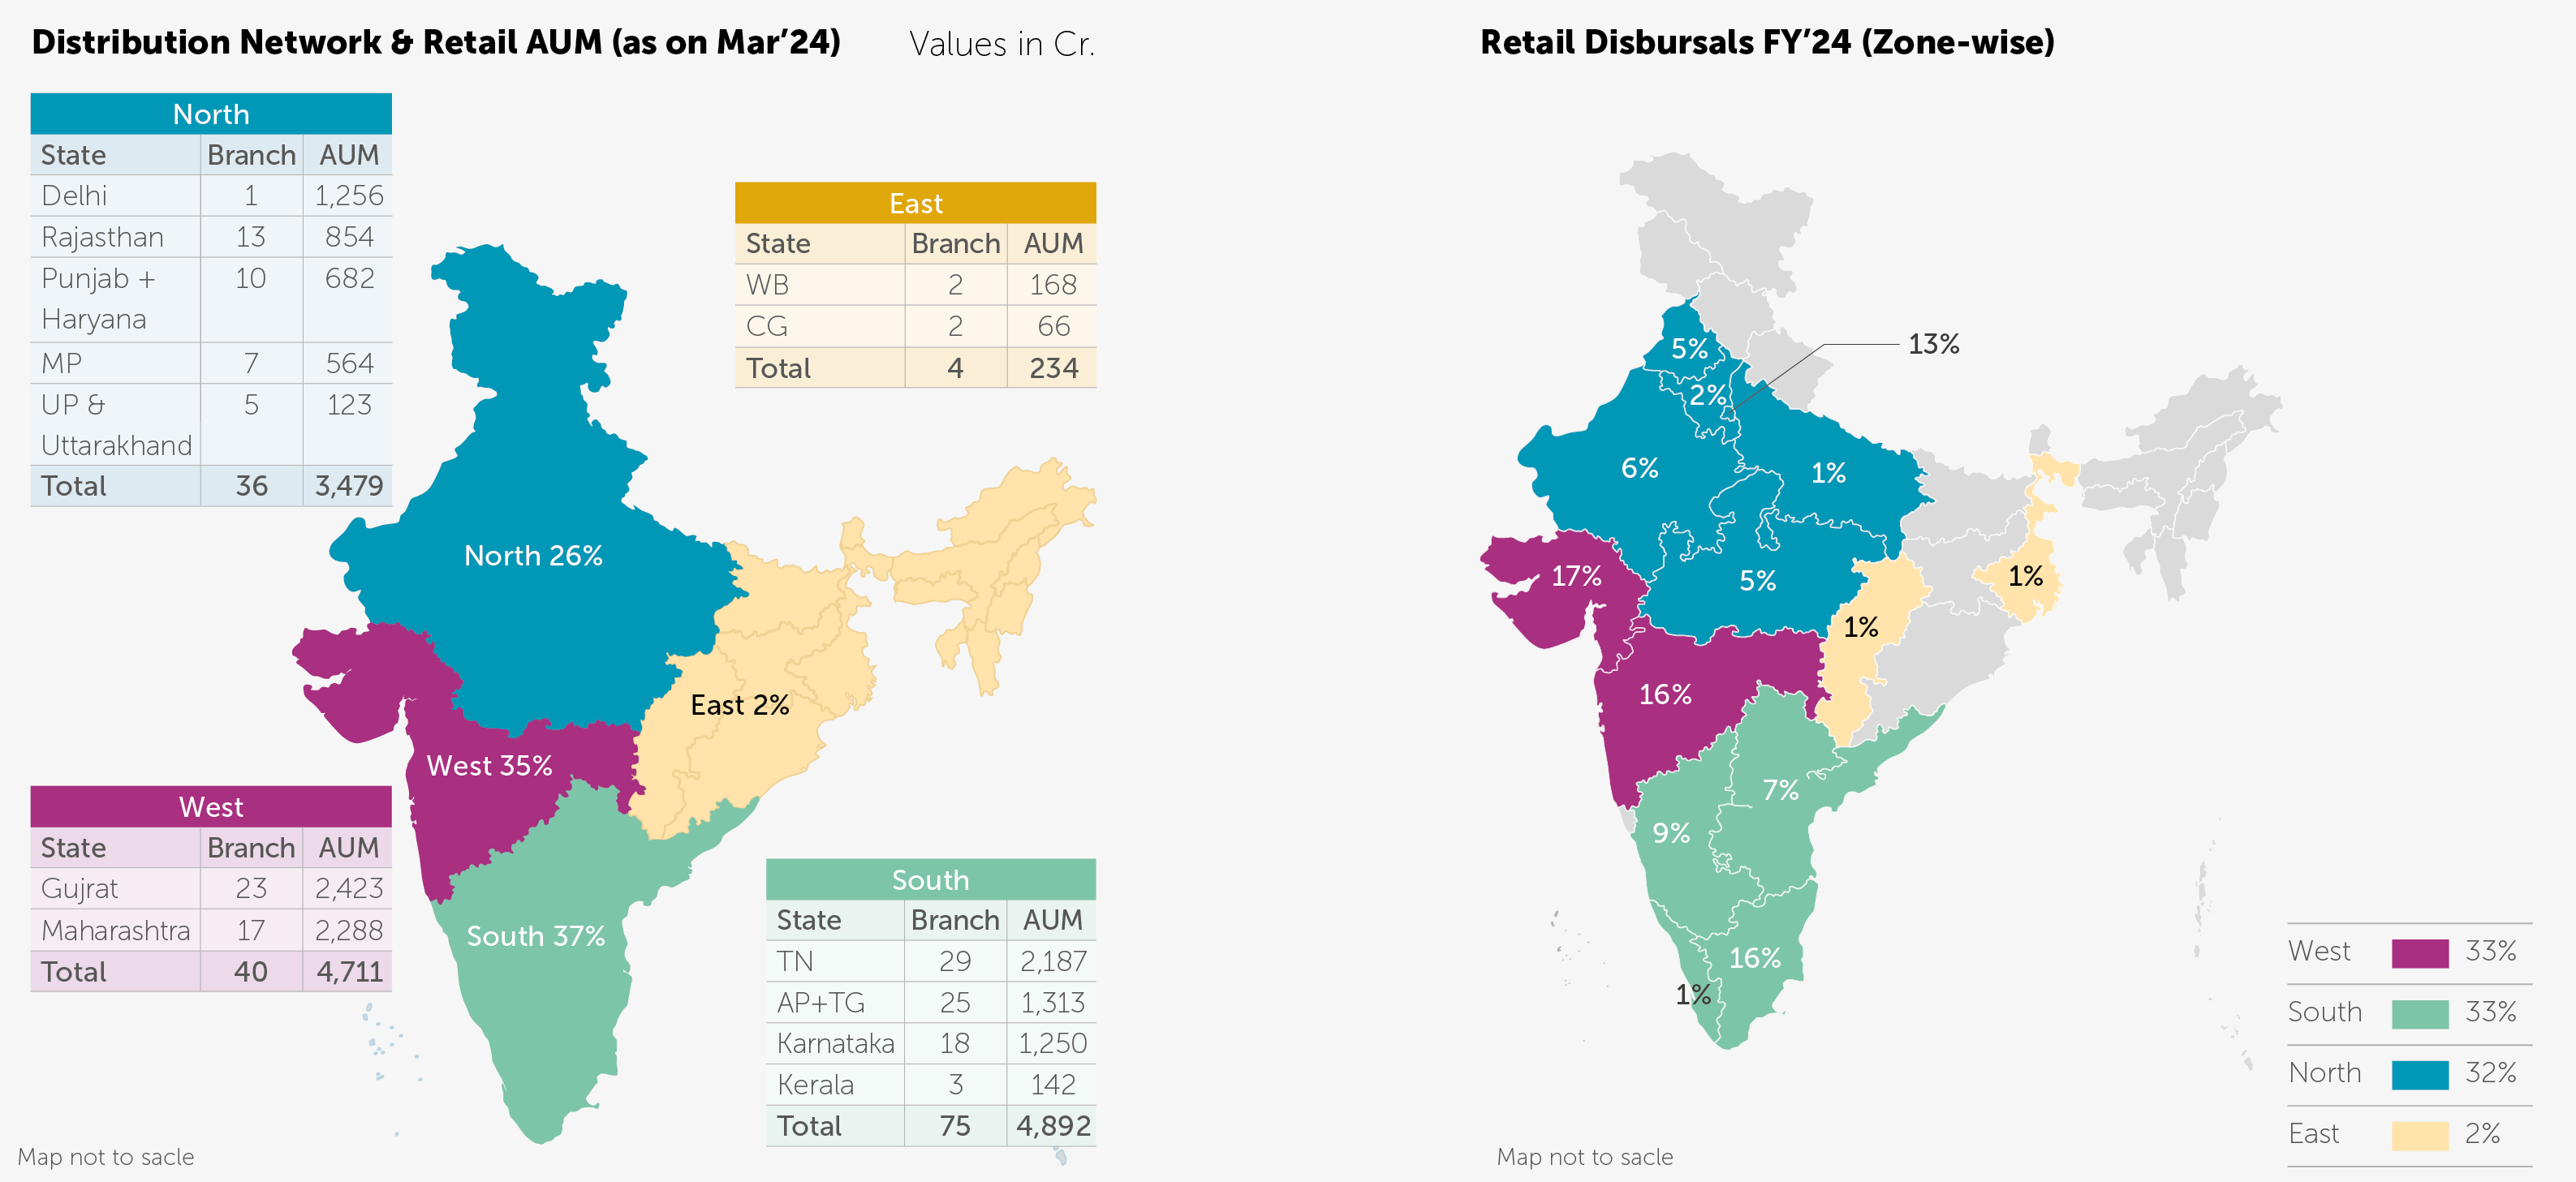 Distribution Network & Retail AUM (as on Mar’24) Values in Cr.
North
State Branch AUM
Delhi 1 1,256
Rajasthan 13 854
Punjab + 10 682
Haryana
MP 7 564
UP & 5 123
Uttarakhand
Total 36 3,479
East
State Branch AUM
WB 2 168
CG 2 66
Total 4 234
North 26%
East 2%
West 35%
South 37%
West
State Branch AUM
Gujrat 23 2,423
Maharashtra 17 2,288
Total 40 4,711
South
State Branch AUM
TN 29 2,187
AP+TG 25 1,313
Karnataka 18 1,250
Kerala 3 142
Total 75 4,892
Map not to sacle
Retail Disbursals FY’24 (Zone-wise)
13%
5%
2%
6%
1%
17%
5%
1%
1%
16%
7%
9%
16%
1%
West 33%
South 33%
North 32%
East 2%
Map not to sacle